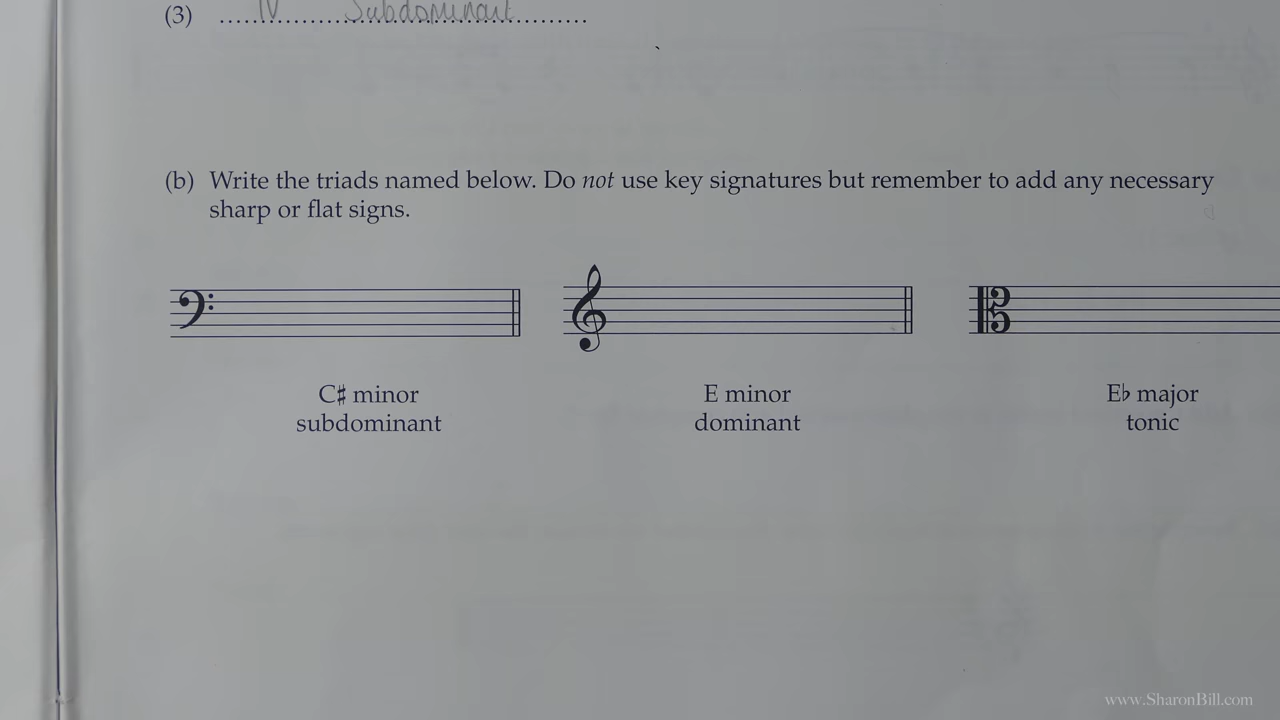 (3) .....IV......Subdominant..........
(b) Write the triads named below. Do not use key signatures but remember to add any necessary
sharp or flat signs.
C♯ minor
subdominant
E minor
dominant
E♭ major
tonic
www.SharonBill.com